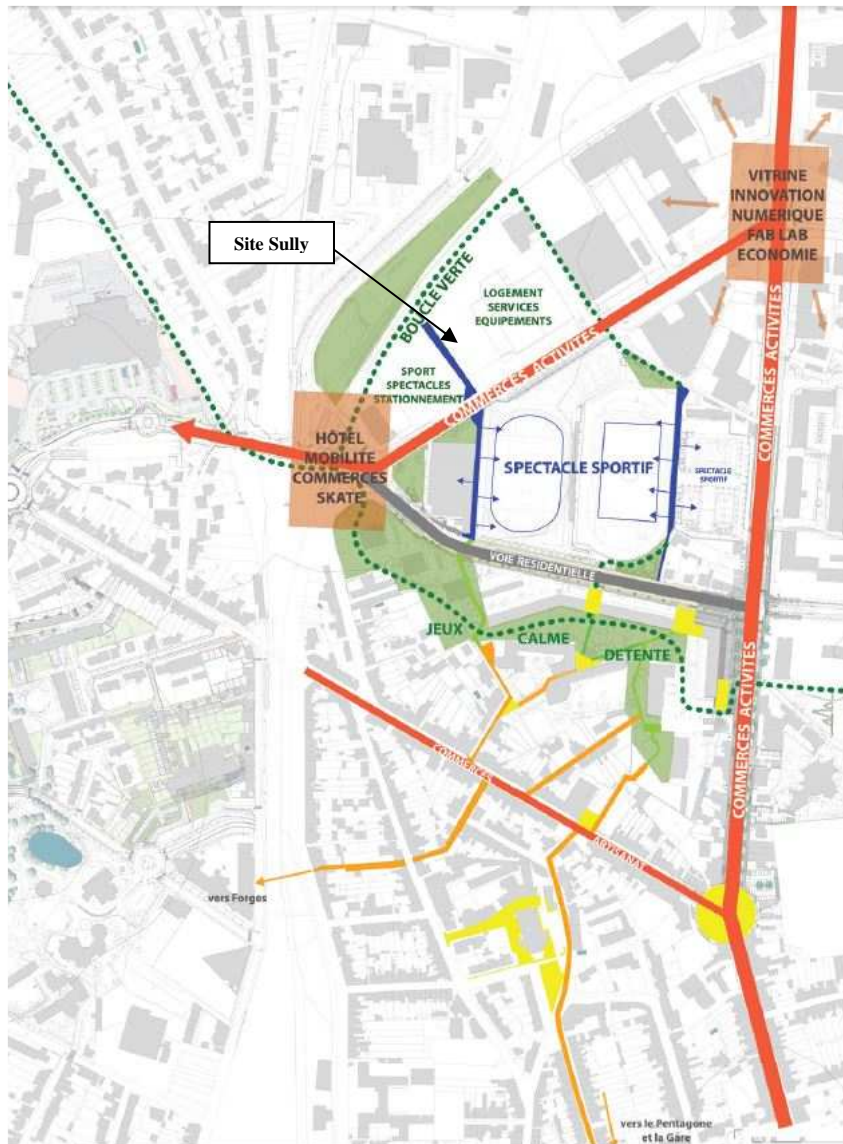 VITRINE
INNOVATION
NUMERIQUE
FAB LAB
ECONOMIE
Site Sully
BOUCLE VERTE
LOGEMENT
SERVICES
EQUIPEMENTS
SPORT
SPECTACLES
STATIONNEMENT
COMMERCES ACTIVITES
COMMERCES ACTIVITES
HÔTEL
MOBILITE
COMMERCES
SKATE
SPECTACLE SPORTIF
SPECTACLE
SPORTIF
VOIE RESIDENTIELLE
JEUX
CALME
DETENTE
COMMERCES ACTIVITES
COMMERCES
ARTISANAT
vers Forges
vers le Pentagone
et la Gare